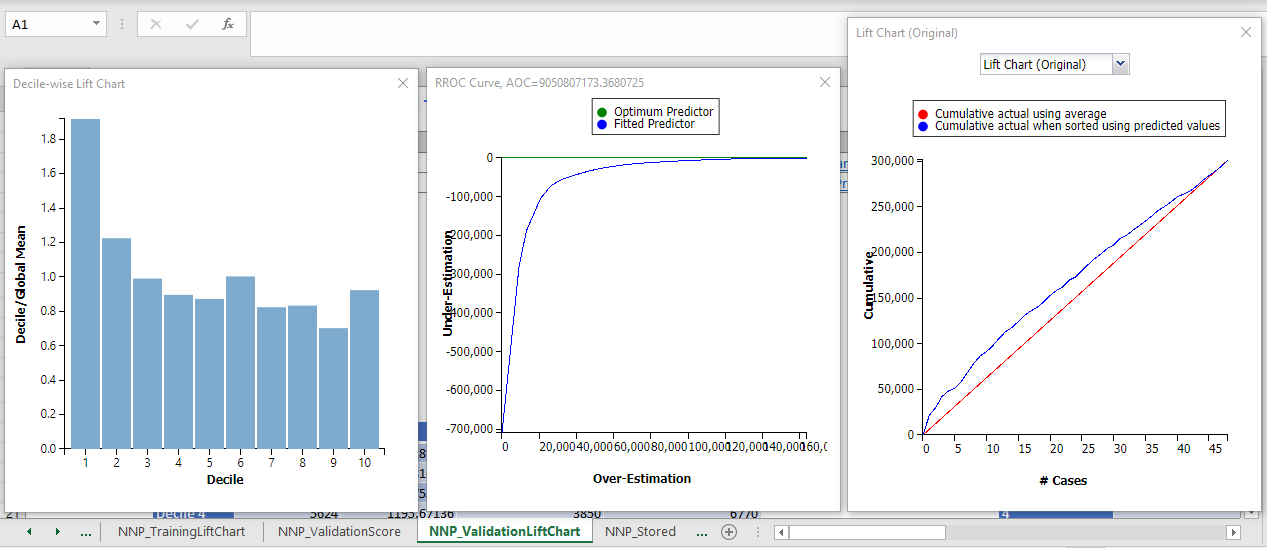 A1
fx
Decile-wise Lift Chart
1.8
1.6
1.4
1.2
1.0
0.8
0.6
0.4
0.2
0.0
Decile/Global Mean
1 2 3 4 5 6 7 8 9 10
Decile
RROC Curve, AOC=9050807173.3680725
Optimum Predictor
Fitted Predictor
0
-100,000
-200,000
-300,000
-400,000
-500,000
-600,000
-700,000
Under-Estimation
0 20,000 40,000 60,000 80,000 100,000 120,000 140,000 160,0
Over-Estimation
Lift Chart (Original)
Lift Chart (Original)
Cumulative actual using average
Cumulative actual when sorted using predicted values
300,000
250,000
200,000
150,000
100,000
50,000
0
Cumulative
0 5 10 15 20 25 30 35 40 45
# Cases
Decile 4 5624 1195.67136 3850 6770 4
... NNP_TrainingLiftChart NNP_ValidationScore NNP_ValidationLiftChart NNP_Stored ...